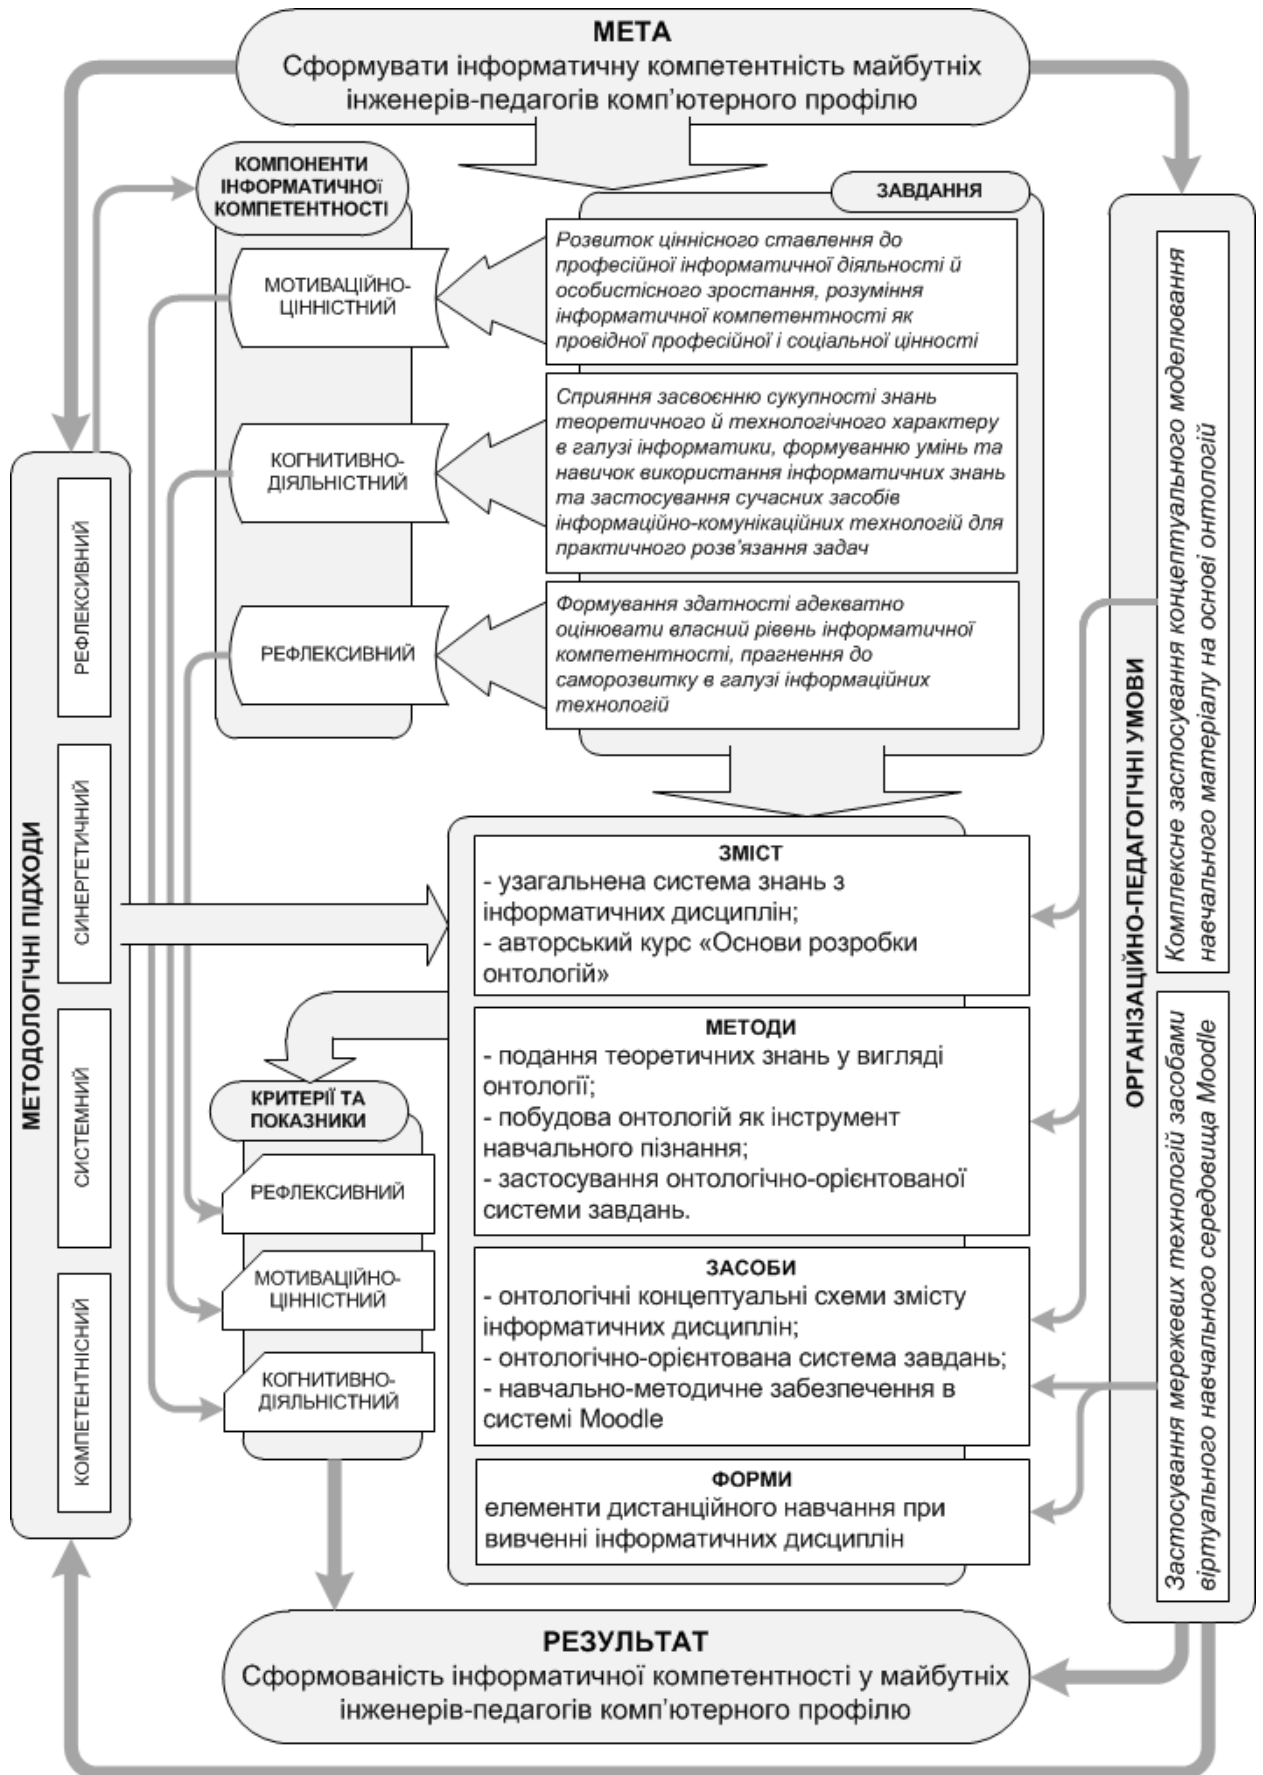 МЕТА
Сформувати інформатичну компетентність майбутніх
інженерів-педагогів комп'ютерного профілю
КОМПОНЕНТИ
ІНФОРМАТИЧНОЇ
КОМПЕТЕНТНОСТІ
МОТИВАЦІЙНО-
ЦІННІСТНИЙ
КОГНИТИВНО-
ДІЯЛЬНІСТНИЙ
РЕФЛЕКСИВНИЙ
ЗАВДАННЯ
Розвиток ціннісного ставлення до
професійної інформатичної діяльності й
особистісного зростання, розуміння
інформатичної компетентності як
провідної професійної і соціальної цінності
Сприяння засвоєнню сукупності знань
теоретичного й технологічного характеру
в галузі інформатики, формуванню умінь та
навичок використання інформатичних знань
та застосування сучасних засобів
інформаційно-комунікаційних технологій для
практичного розв'язання задач
Формування здатності адекватно
оцінювати власний рівень інформатичної
компетентності, прагнення до
саморозвитку в галузі інформаційних
технологій
МЕТОДОЛОГІЧНІ ПІДХОДИ
РЕФЛЕКСИВНИЙ
СИНЕРГЕТИЧНИЙ
СИСТЕМНИЙ
КОМПЕТЕНТНІСНИЙ
ЗМІСТ
- узагальнена система знань з
інформатичних дисциплін;
- авторський курс «Основи розробки
онтологій»
МЕТОДИ
- подання теоретичних знань у вигляді
онтології;
- побудова онтологій як інструмент
навчального пізнання;
- застосування онтологічно-орієнтованої
системи завдань.
ЗАСОБИ
- онтологічні концептуальні схеми змісту
інформатичних дисциплін;
- онтологічно-орієнтована система завдань;
- навчально-методичне забезпечення в
системі Moodle
ФОРМИ
елементи дистанційного навчання при
вивченні інформатичних дисциплін
КРИТЕРІЇ ТА
ПОКАЗНИКИ
РЕФЛЕКСИВНИЙ
МОТИВАЦІЙНО-
ЦІННІСТНИЙ
КОГНИТИВНО-
ДІЯЛЬНІСТНИЙ
ОРГАНІЗАЦІЙНО-ПЕДАГОГІЧНІ УМОВИ
Комплексне застосування концептуального моделювання
навчального матеріалу на основі онтологій
Застосування мережевих технологій засобами
віртуального навчального середовища Moodle
РЕЗУЛЬТАТ
Сформованість інформатичної компетентності у майбутніх
інженерів-педагогів комп'ютерного профілю